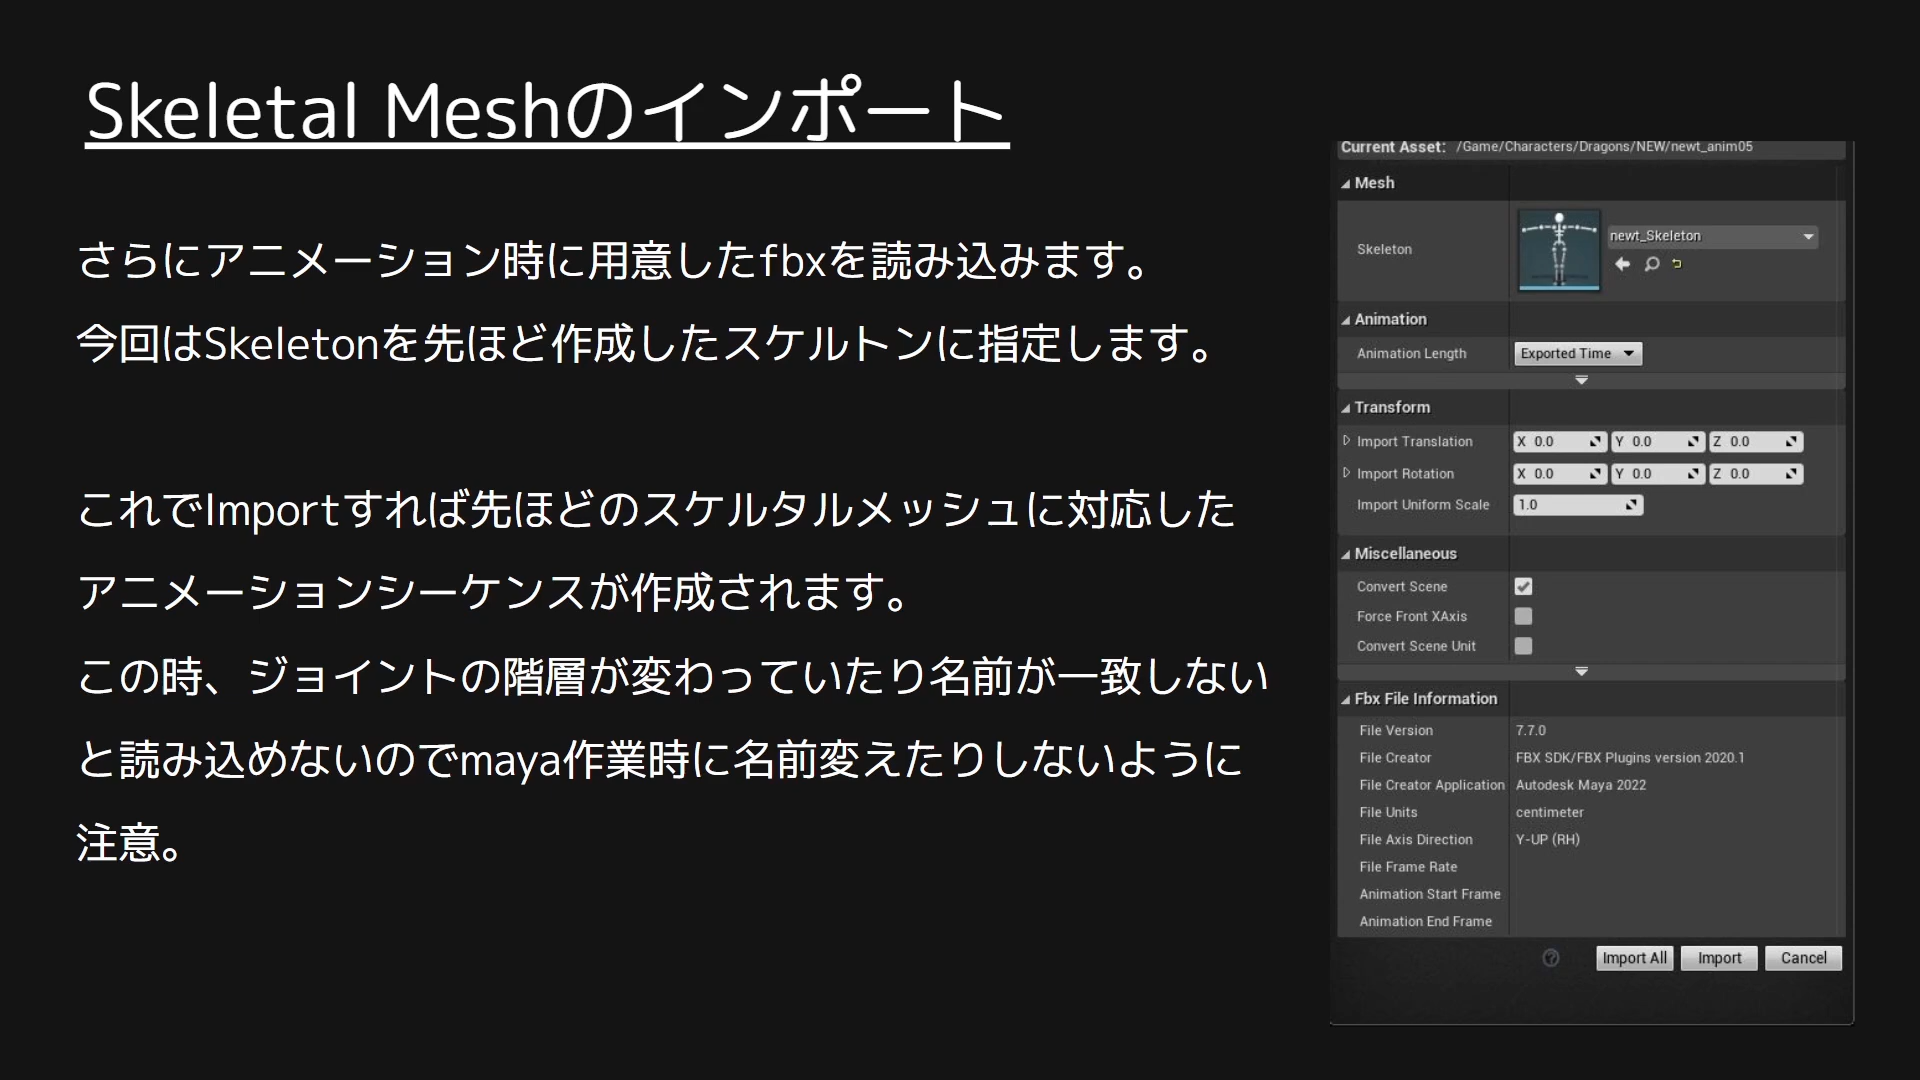 Skeletal Meshのインポート
さらにアニメーション時に用意したfbxを読み込みます。
今回はSkeletonを先ほど作成したスケルトンに指定します。
これでImportすれば先ほどのスケルタルメッシュに対応した
アニメーションシーケンスが作成されます。
この時、ジョイントの階層が変わっていたり名前が一致しない
と読み込めないのでmaya作業時に名前変えたりしないように
注意。
Current Asset: /Game/Characters/Dragons/NEW/newt_anim05
Mesh
Skeleton newt_Skeleton
Animation
Animation Length Exported Time
Transform
Import Translation X 0.0 Y 0.0 Z 0.0
Import Rotation X 0.0 Y 0.0 Z 0.0
Import Uniform Scale 1.0
Miscellaneous
Convert Scene
Force Front XAxis
Convert Scene Unit
Fbx File Information
File Version 7.7.0
File Creator FBX SDK/FBX Plugins version 2020.1
File Creator Application Autodesk Maya 2022
File Units centimeter
File Axis Direction Y-UP (RH)
File Frame Rate
Animation Start Frame
Animation End Frame
Import All Import Cancel